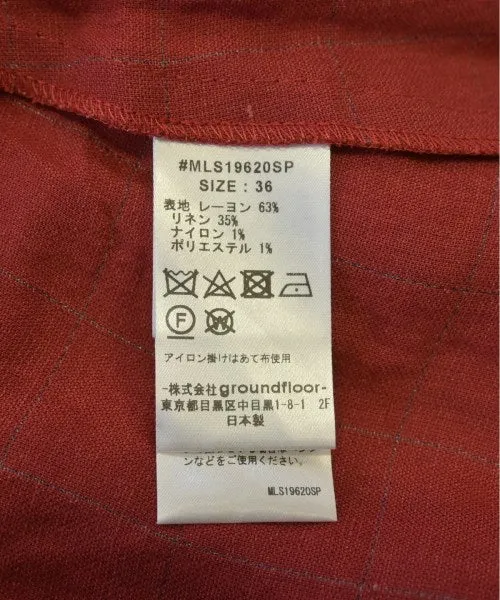 #MLS19620SP
SIZE : 36
表地 レーヨン 63%
リネン 35%
ナイロン 1%
ポリエステル 1%
F
W
アイロン掛けはあて布使用
-株式会社groundfloor-
東京都目黒区中目黒1-8-1 2F
日本製
ンなどをご使用ください。
MLS19620SP